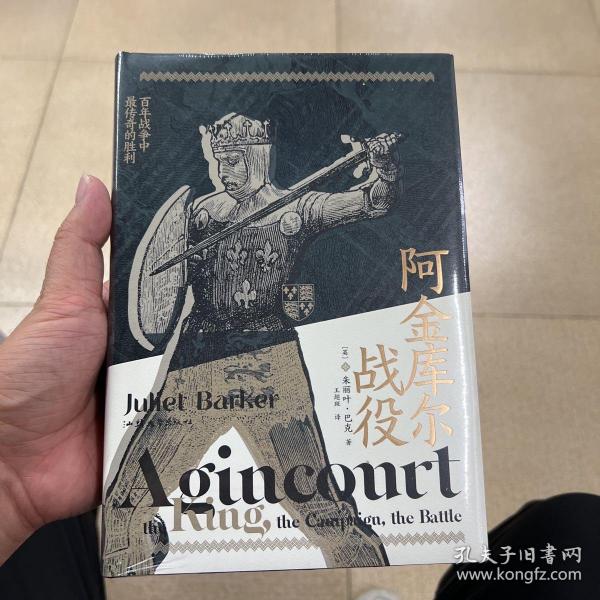 百年战争中
最传奇的胜利
阿金库尔
战役
[英]
朱丽叶·巴克 著
译
Juliet Barker
Agincourt
the King, the Campaign, the Battle
孔夫子旧书网
www.kongfz.com